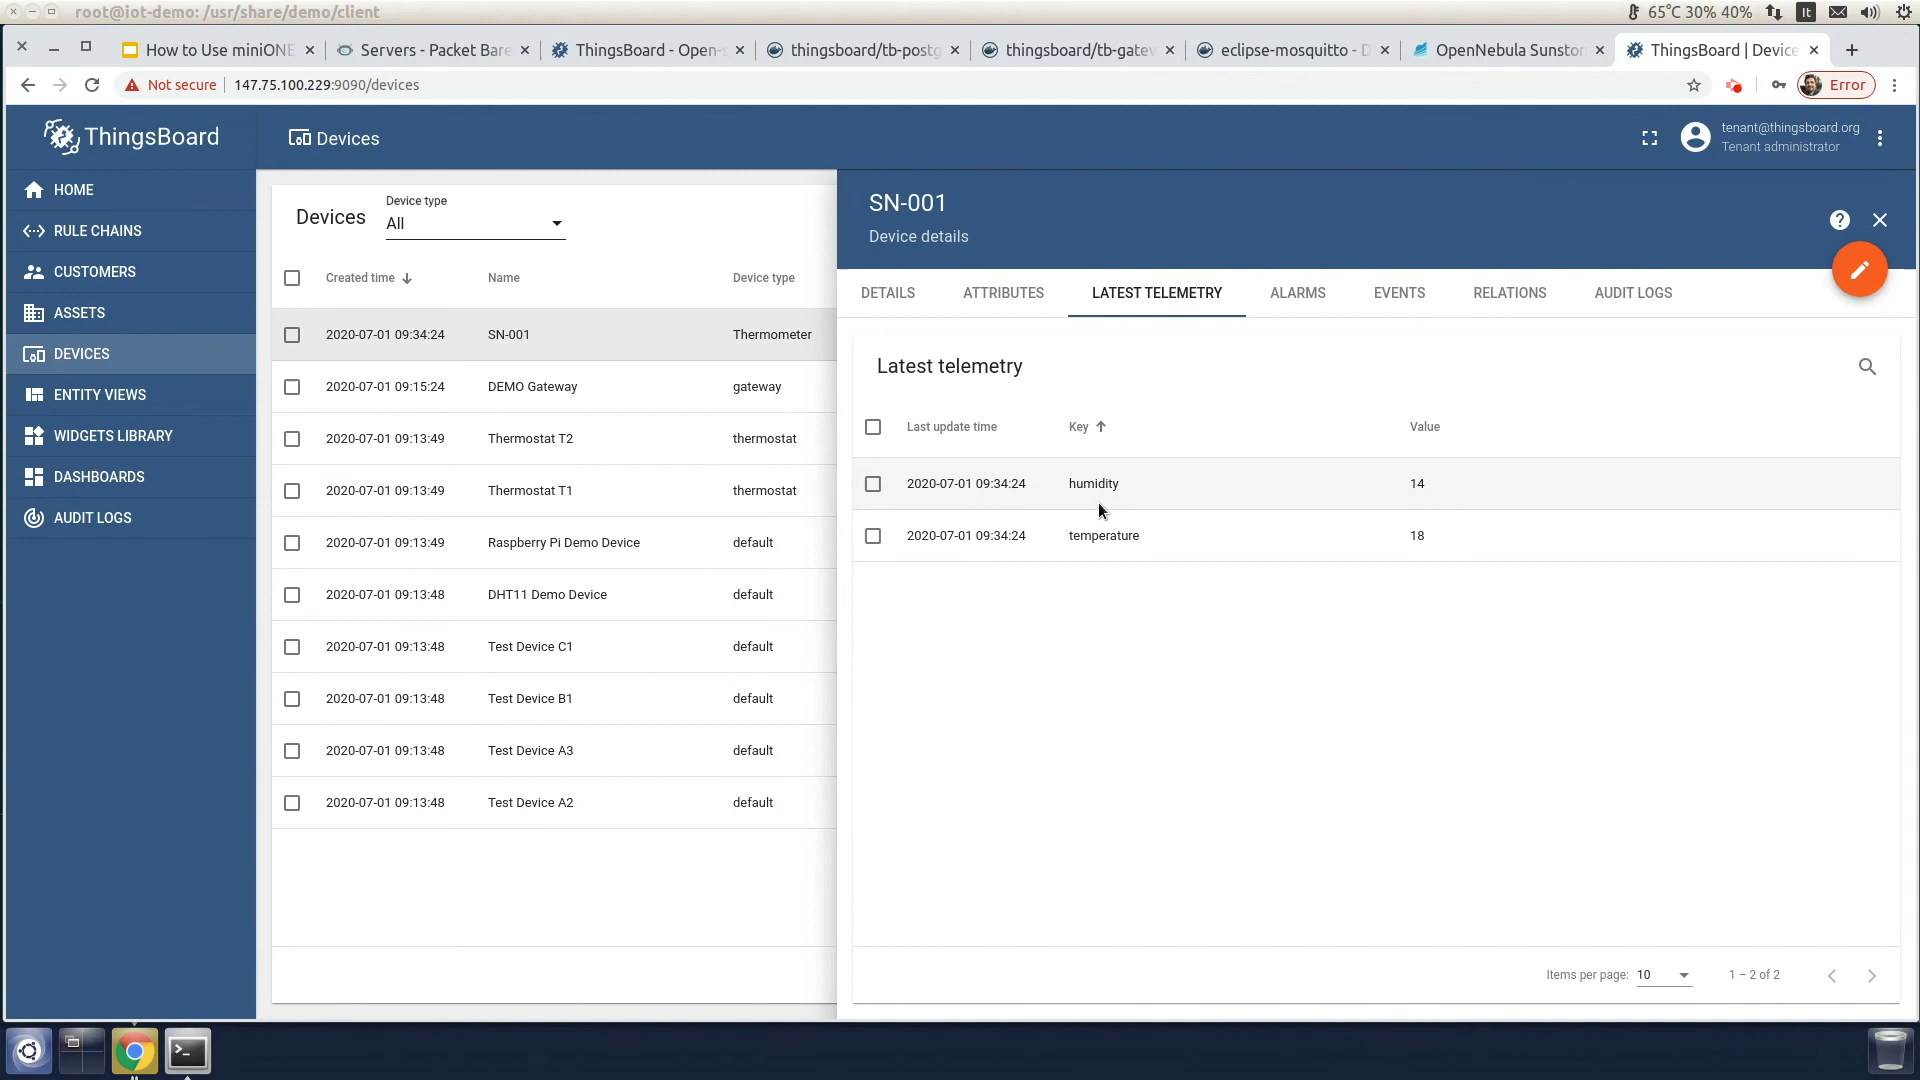 root@iot-demo: /usr/share/demo/client
65°C 30% 40%
It
How to Use miniONE
Servers - Packet Bare
ThingsBoard - Open-s
thingsboard/tb-postg
thingsboard/tb-gatew
eclipse-mosquitto - D
OpenNebula Sunston
ThingsBoard | Device
Not secure
147.75.100.229:9090/devices
Error
ThingsBoard
Devices
tenant@thingsboard.org
Tenant administrator
HOME
RULE CHAINS
CUSTOMERS
ASSETS
DEVICES
ENTITY VIEWS
WIDGETS LIBRARY
DASHBOARDS
AUDIT LOGS
Devices
Device type
All
Created time
Name
Device type
2020-07-01 09:34:24 SN-001 Thermometer
2020-07-01 09:15:24 DEMO Gateway gateway
2020-07-01 09:13:49 Thermostat T2 thermostat
2020-07-01 09:13:49 Thermostat T1 thermostat
2020-07-01 09:13:49 Raspberry Pi Demo Device default
2020-07-01 09:13:48 DHT11 Demo Device default
2020-07-01 09:13:48 Test Device C1 default
2020-07-01 09:13:48 Test Device B1 default
2020-07-01 09:13:48 Test Device A3 default
2020-07-01 09:13:48 Test Device A2 default
SN-001
Device details
DETAILS
ATTRIBUTES
LATEST TELEMETRY
ALARMS
EVENTS
RELATIONS
AUDIT LOGS
Latest telemetry
Last update time Key Value
2020-07-01 09:34:24 humidity 14
2020-07-01 09:34:24 temperature 18
Items per page: 10
1 – 2 of 2